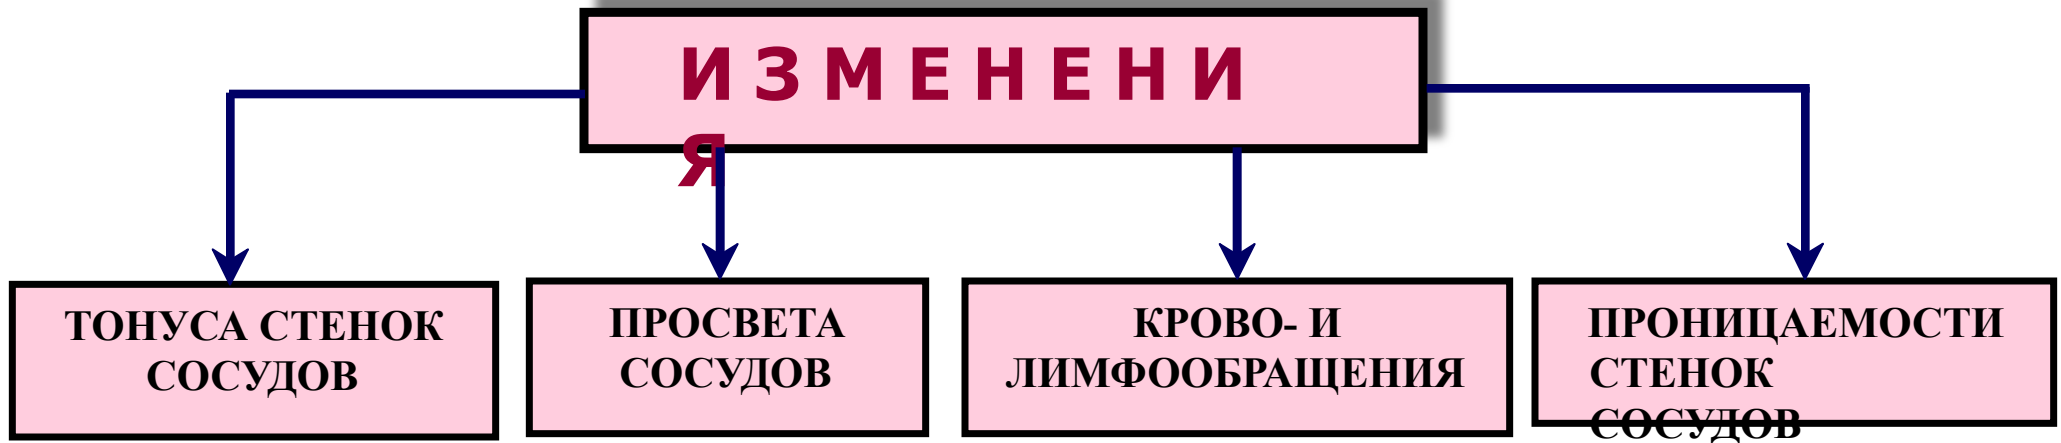 И З М Е Н Е Н И
Я
ТОНУСА СТЕНОК
СОСУДОВ
ПРОСВЕТА
СОСУДОВ
КРОВО- И
ЛИМФООБРАЩЕНИЯ
ПРОНИЦАЕМОСТИ
СТЕНОК
СОСУДОВ